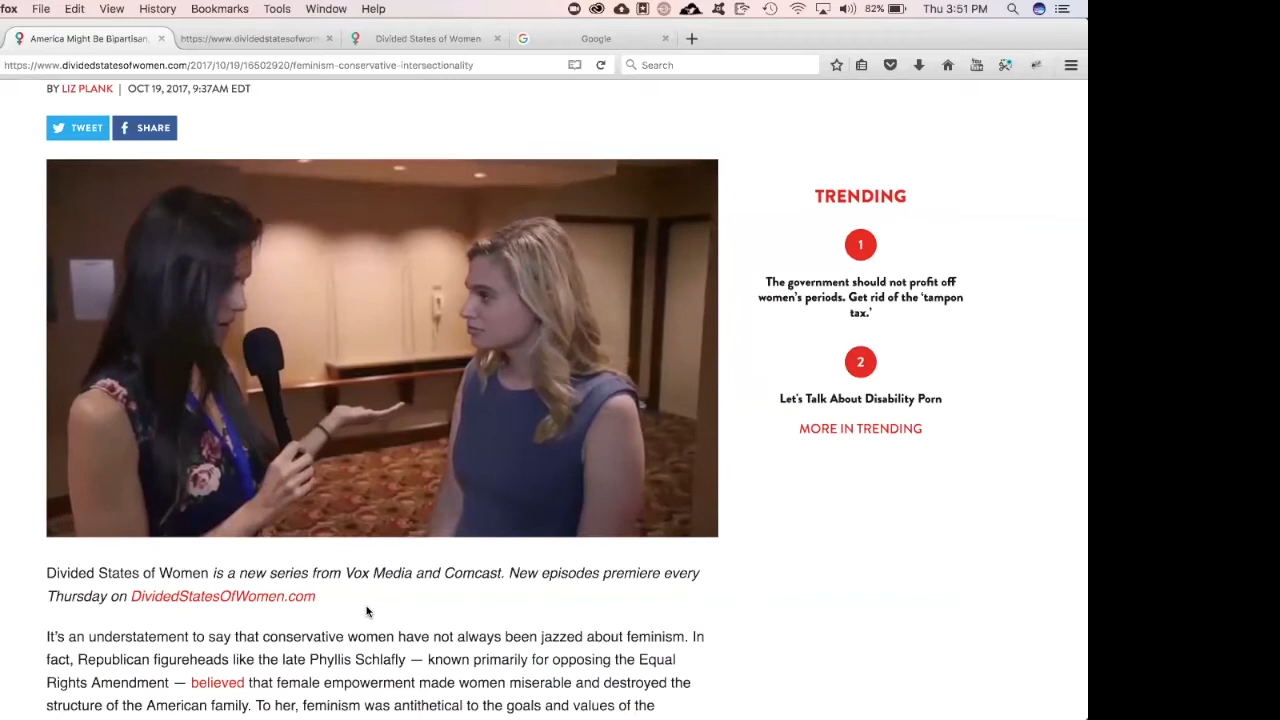 fox File Edit View History Bookmarks Tools Window Help 82% Thu 3:51 PM
America Might Be Bipartisan, https://www.dividedstatesofwom Divided States of Women Google
https://www.dividedstatesofwomen.com/2017/10/19/16502920/feminism-conservative-intersectionality Search
BY LIZ PLANK | OCT 19, 2017, 9:37AM EDT
TWEET SHARE
TRENDING
1
The government should not profit off
women's periods. Get rid of the 'tampon
tax.'
2
Let's Talk About Disability Porn
MORE IN TRENDING
Divided States of Women is a new series from Vox Media and Comcast. New episodes premiere every
Thursday on DividedStatesOfWomen.com
It's an understatement to say that conservative women have not always been jazzed about feminism. In
fact, Republican figureheads like the late Phyllis Schlafly — known primarily for opposing the Equal
Rights Amendment — believed that female empowerment made women miserable and destroyed the
structure of the American family. To her, feminism was antithetical to the goals and values of the